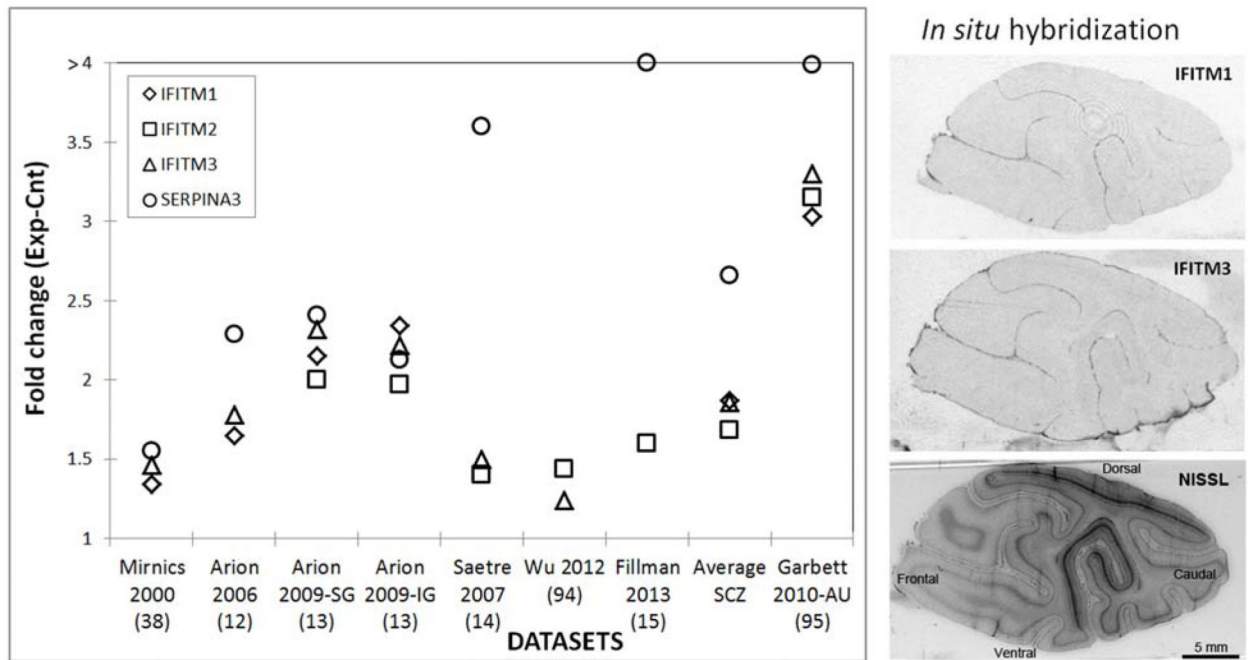 >4
3.5
3
2.5
2
1.5
1
Fold change (Exp-Cnt)
IFITM1
IFITM2
IFITM3
SERPINA3
Mirnics 2000 (38)
Arion 2006 (12)
Arion 2009-SG (13)
Arion 2009-IG (13)
Saetre 2007 (14)
Wu 2012 (94)
Fillman 2013 (15)
Average SCZ
Garbett 2010-AU (95)
DATASETS
In situ hybridization
IFITM1
IFITM3
NISSL
Dorsal
Frontal
Caudal
Ventral
5 mm